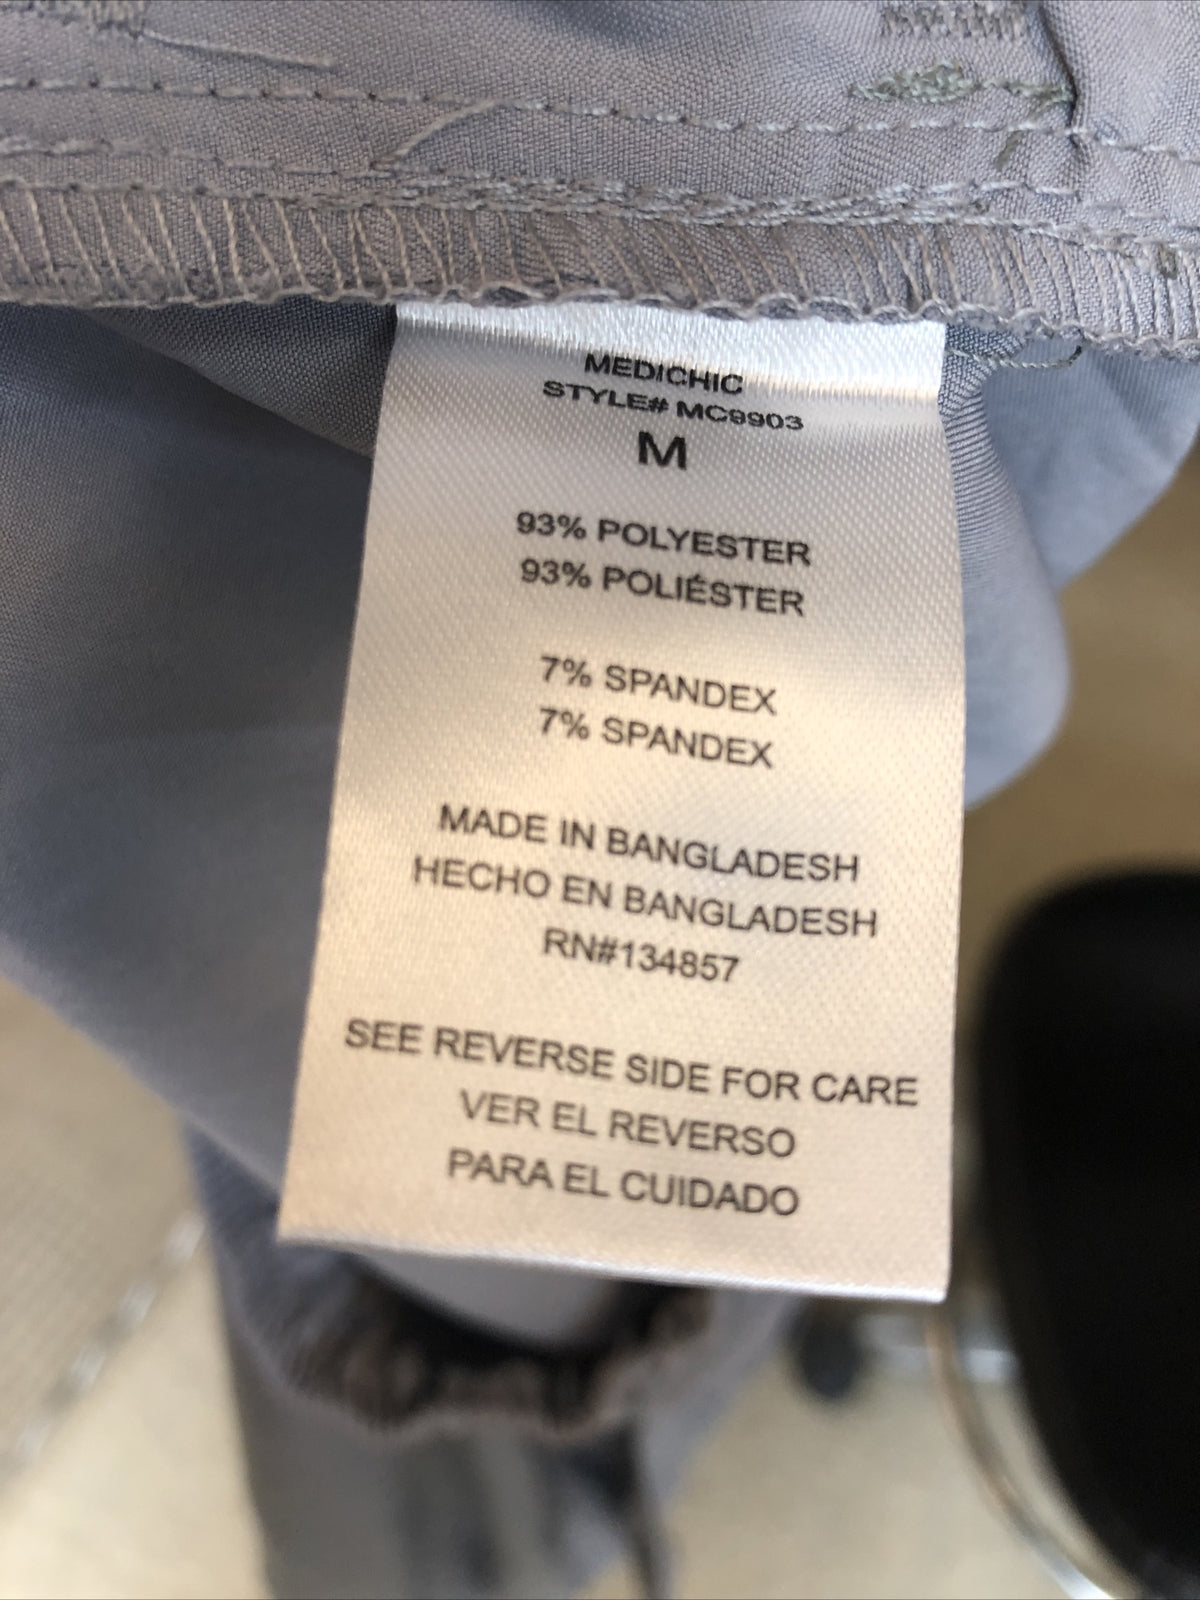 MEDICHIC
STYLE# MC9903
M
93% POLYESTER
93% POLIÉSTER
7% SPANDEX
7% SPANDEX
MADE IN BANGLADESH
HECHO EN BANGLADESH
RN#134857
SEE REVERSE SIDE FOR CARE
VER EL REVERSO
PARA EL CUIDADO